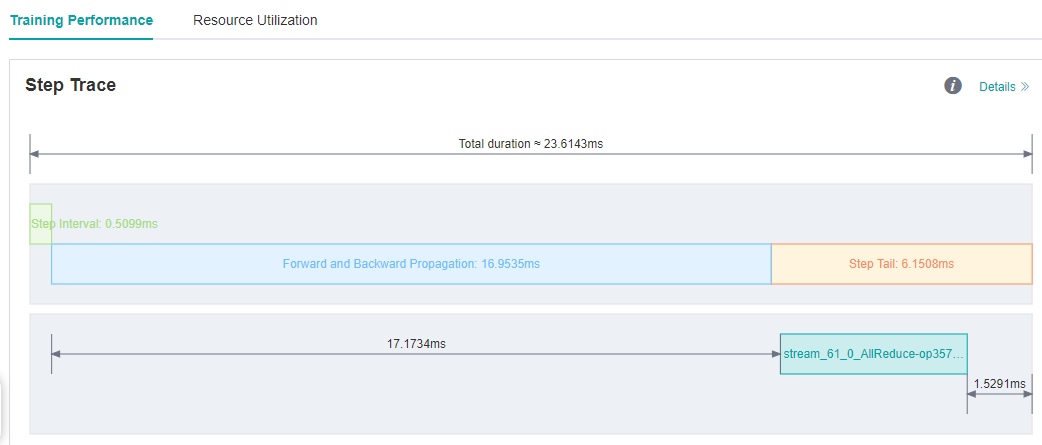 Training Performance
Resource Utilization
Step Trace
i
Details
Total duration ≈ 23.6143ms
Step Interval: 0.5099ms
Forward and Backward Propagation: 16.9535ms
Step Tail: 6.1508ms
17.1734ms
stream_61_0_AllReduce-op357...
1.5291ms